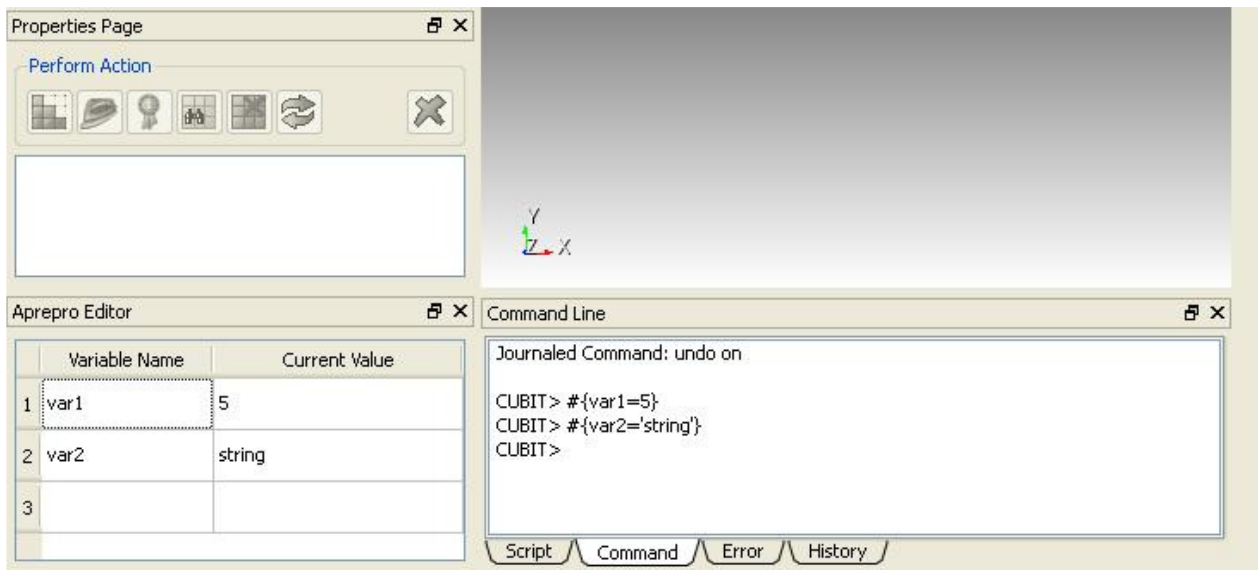 Properties Page
Perform Action
Y
Z X
Aprepro Editor
Variable Name Current Value
1 var1 5
2 var2 string
3
Command Line
Journaled Command: undo on
CUBIT> #{var1=5}
CUBIT> #{var2='string'}
CUBIT>
Script Command Error History